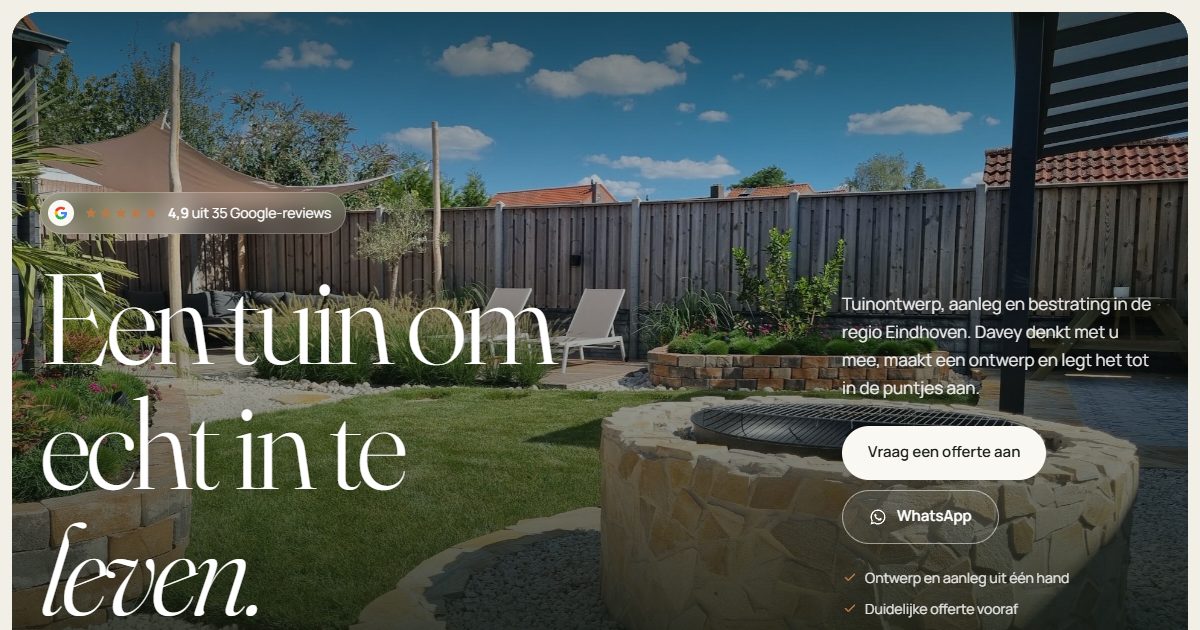 4,9 uit 35 Google-reviews
Een tuin om
echt in te
leven.
Tuinontwerp, aanleg en bestrating in de
regio Eindhoven. Davey denkt met u
mee, maakt een ontwerp en legt het tot
in de puntjes aan.
Vraag een offerte aan
WhatsApp
Ontwerp en aanleg uit één hand
Duidelijke offerte vooraf